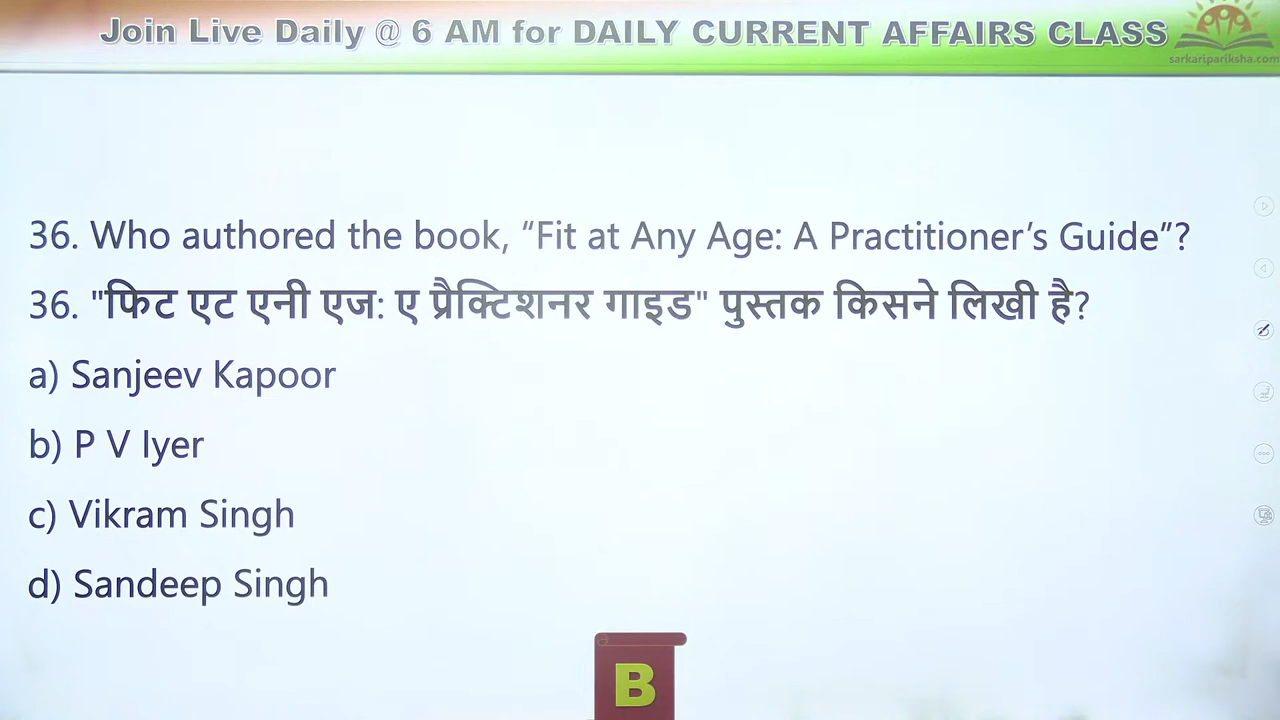 Join Live Daily @ 6 AM for DAILY CURRENT AFFAIRS CLASS
sarkaripariksha.com
36. Who authored the book, “Fit at Any Age: A Practitioner’s Guide”?
36. "फिट एट एनी एज: ए प्रैक्टिशनर गाइड" पुस्तक किसने लिखी है?
a) Sanjeev Kapoor
b) P V Iyer
c) Vikram Singh
d) Sandeep Singh
B